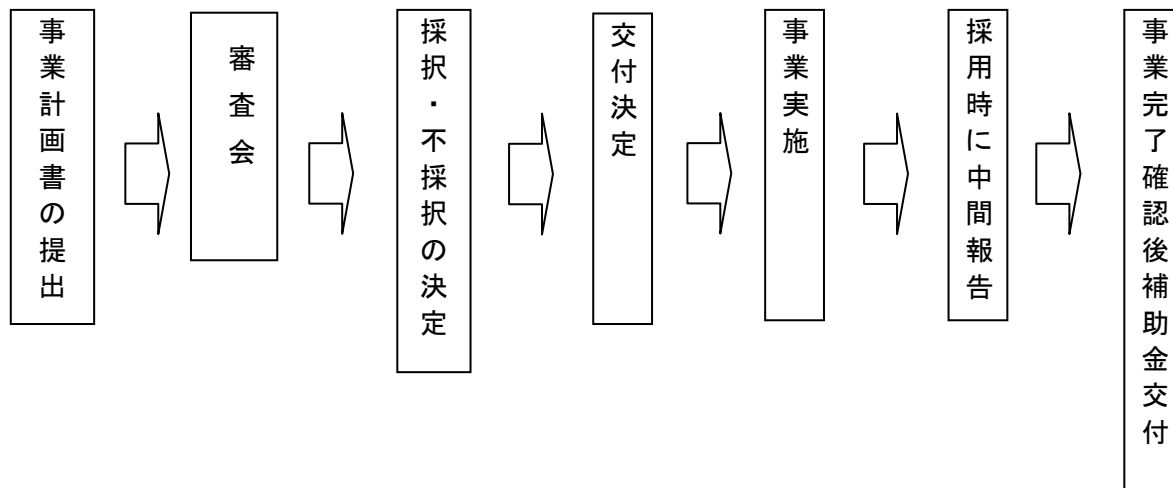 事業計画書の提出
審査会
採択・不採択の決定
交付決定
事業実施
採用時に中間報告
事業完了確認後補助金交付